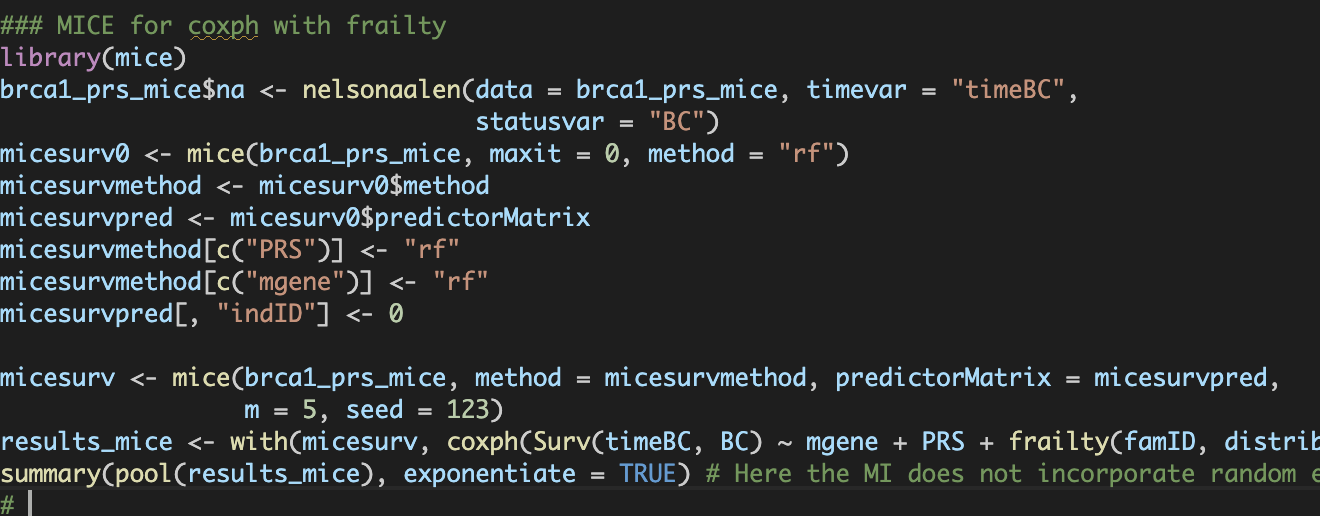 ### MICE for coxph with frailty
library(mice)
brca1_prs_mice$na <- nelsonaalen(data = brca1_prs_mice, timevar = "timeBC",
statusvar = "BC")
micesurv0 <- mice(brca1_prs_mice, maxit = 0, method = "rf")
micesurvmethod <- micesurv0$method
micesurvpred <- micesurv0$predictorMatrix
micesurvmethod[c("PRS")] <- "rf"
micesurvmethod[c("mgene")] <- "rf"
micesurvpred[, "indID"] <- 0
micesurv <- mice(brca1_prs_mice, method = micesurvmethod, predictorMatrix = micesurvpred,
m = 5, seed = 123)
results_mice <- with(micesurv, coxph(Surv(timeBC, BC) ~ mgene + PRS + frailty(famID, distrib
summary(pool(results_mice), exponentiate = TRUE) # Here the MI does not incorporate random e
#